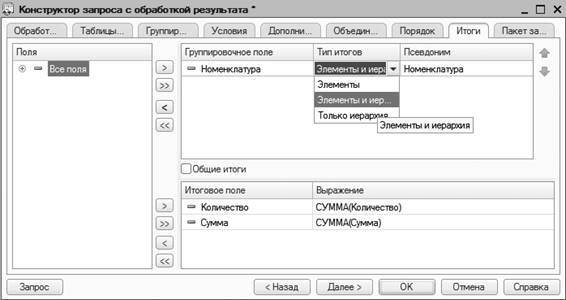 Конструктор запроса с обработкой результата *
Обработ... Таблицы... Группир... Условия Дополни... Объедин... Порядок Итоги Пакет за...
Поля
Все поля
> >> < <<
Группировочное поле Тип итогов Псевдоним
Номенклатура Элементы и иера Номенклатура
Элементы
Элементы и иер...
Только иерархия
Элементы и иерархия
Общие итоги
Итоговое поле Выражение
Количество СУММА(Количество)
Сумма СУММА(Сумма)
> >> < <<
Запрос < Назад Далее > OK Отмена Справка